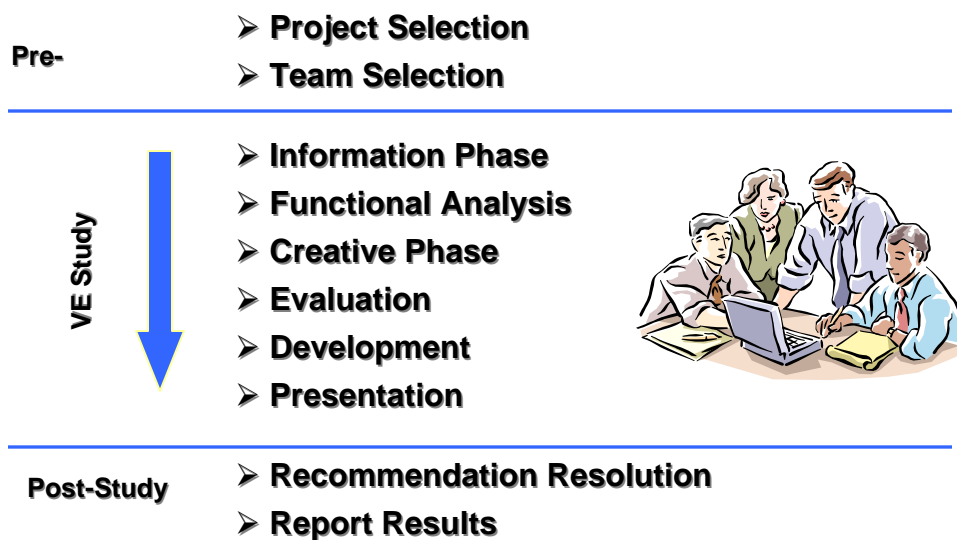 Pre-
Project Selection
Team Selection
VE Study
Information Phase
Functional Analysis
Creative Phase
Evaluation
Development
Presentation
Post-Study
Recommendation Resolution
Report Results